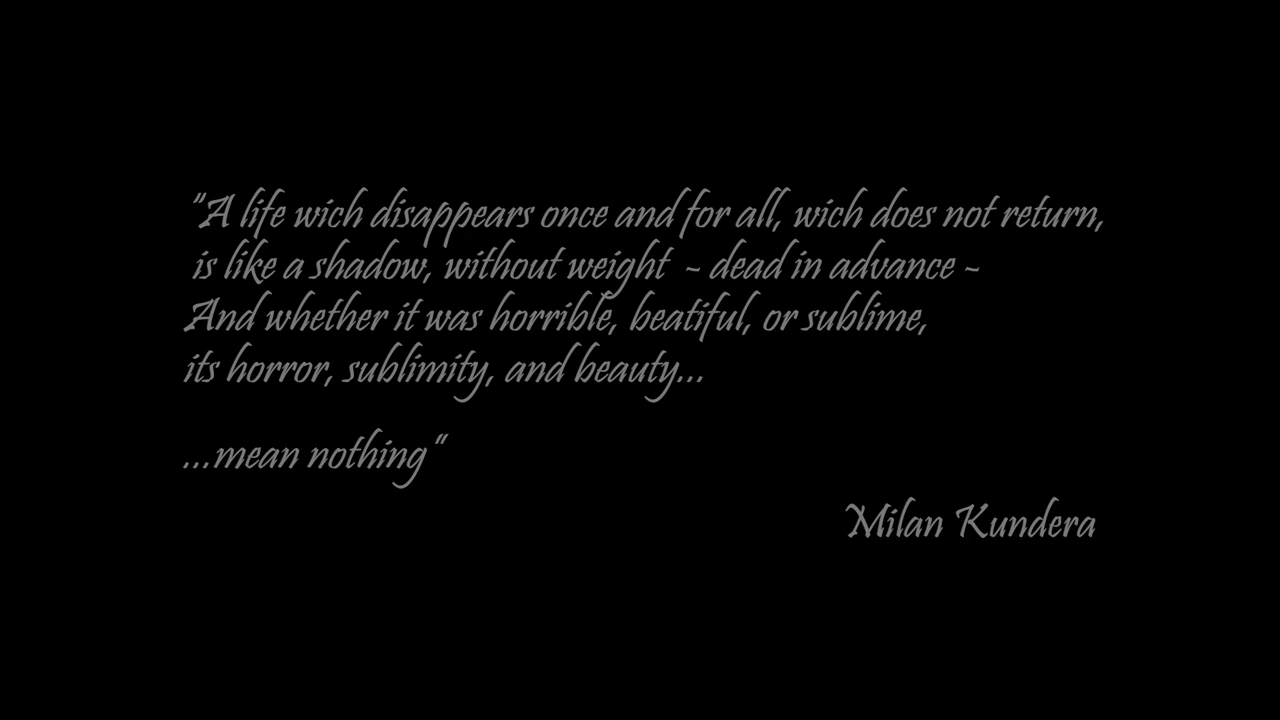 “A life wich disappears once and for all, wich does not return,
is like a shadow, without weight - dead in advance -
And whether it was horrible, beatiful, or sublime,
its horror, sublimity, and beauty...
...mean nothing“
Milan Kundera